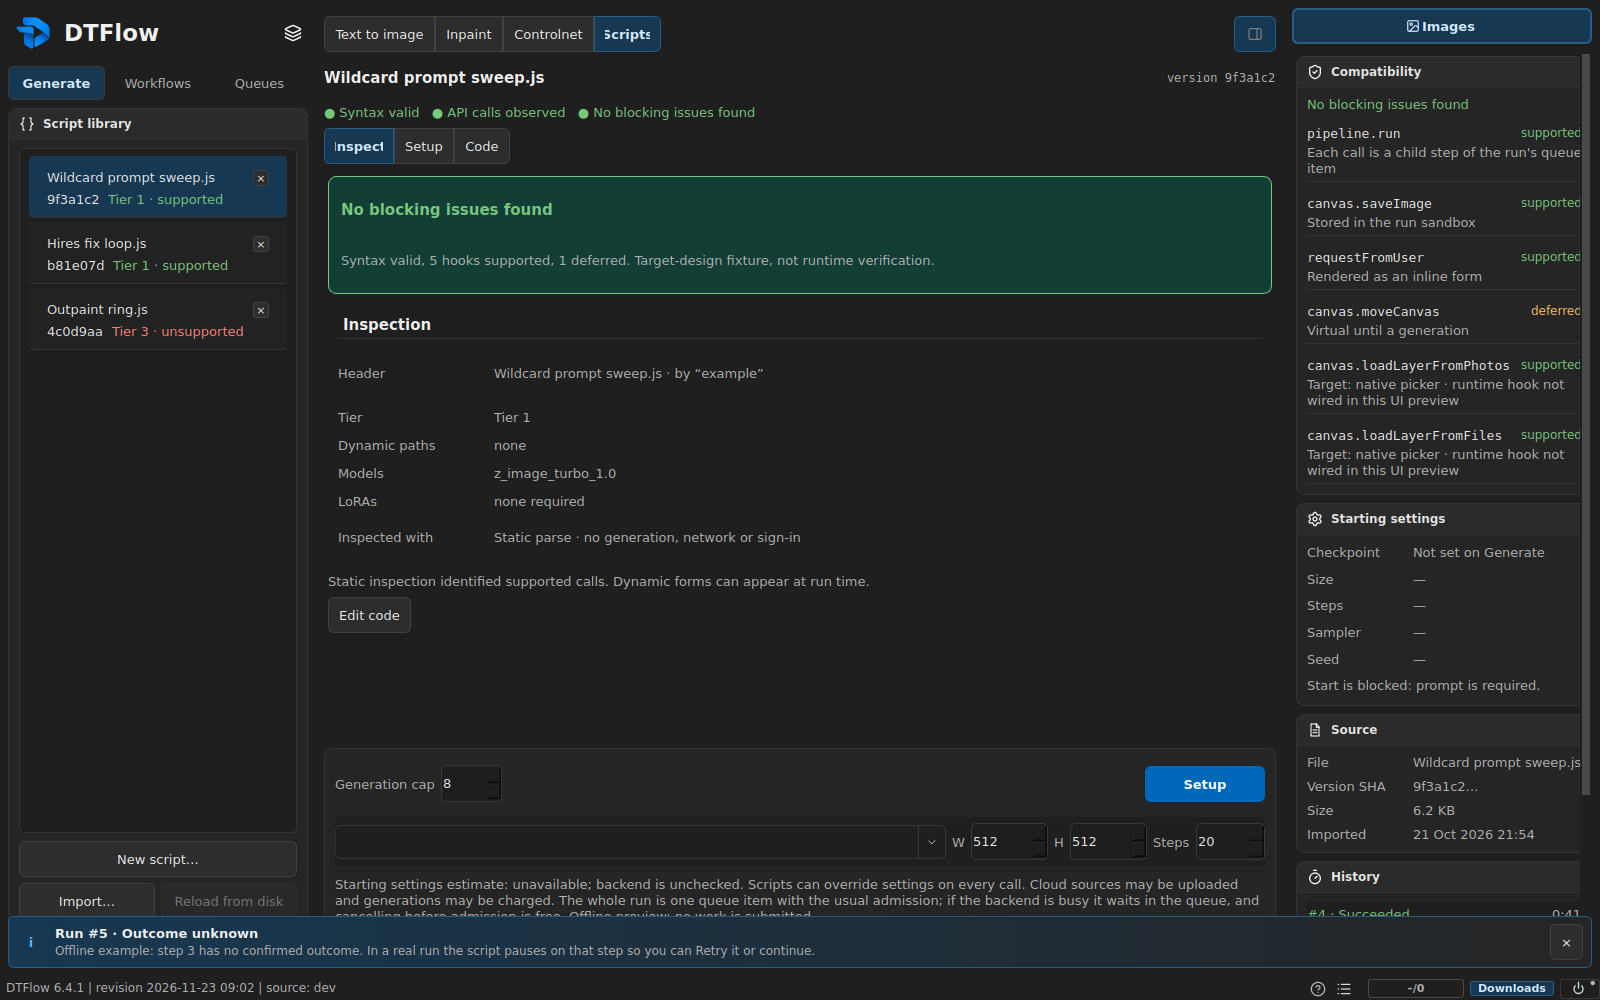 DTFlow
Generate
Workflows
Queues
Script library
Wildcard prompt sweep.js
9f3a1c2 Tier 1 · supported
Hires fix loop.js
b81e07d Tier 1 · supported
Outpaint ring.js
4c0d9aa Tier 3 · unsupported
New script...
Import...
Reload from disk
Text to image
Inpaint
Controlnet
Scripts
Wildcard prompt sweep.js
version 9f3a1c2
Syntax valid
API calls observed
No blocking issues found
Inspect
Setup
Code
No blocking issues found
Syntax valid, 5 hooks supported, 1 deferred. Target-design fixture, not runtime verification.
Inspection
Header Wildcard prompt sweep.js · by “example”
Tier Tier 1
Dynamic paths none
Models z_image_turbo_1.0
LoRAs none required
Inspected with Static parse · no generation, network or sign-in
Static inspection identified supported calls. Dynamic forms can appear at run time.
Edit code
Generation cap 8
Setup
W 512 H 512 Steps 20
Starting settings estimate: unavailable; backend is unchecked. Scripts can override settings on every call. Cloud sources may be uploaded
and generations may be charged. The whole run is one queue item with the usual admission; if the backend is busy it waits in the queue, and
cancelling before admission is free. Offline preview: no work is submitted.
Images
Compatibility
No blocking issues found
pipeline.run supported
Each call is a child step of the run's queue
item
canvas.saveImage supported
Stored in the run sandbox
requestFromUser supported
Rendered as an inline form
canvas.moveCanvas deferred
Virtual until a generation
canvas.loadLayerFromPhotos supported
Target: native picker · runtime hook not
wired in this UI preview
canvas.loadLayerFromFiles supported
Target: native picker · runtime hook not
wired in this UI preview
Starting settings
Checkpoint Not set on Generate
Size —
Steps —
Sampler —
Seed —
Start is blocked: prompt is required.
Source
File Wildcard prompt sweep.js
Version SHA 9f3a1c2...
Size 6.2 KB
Imported 21 Oct 2026 21:54
History
#4 · Succeeded 0:41
Run #5 · Outcome unknown
Offline example: step 3 has no confirmed outcome. In a real run the script pauses on that step so you can Retry it or continue.
DTFlow 6.4.1 | revision 2026-11-23 09:02 | source: dev
–/0
Downloads